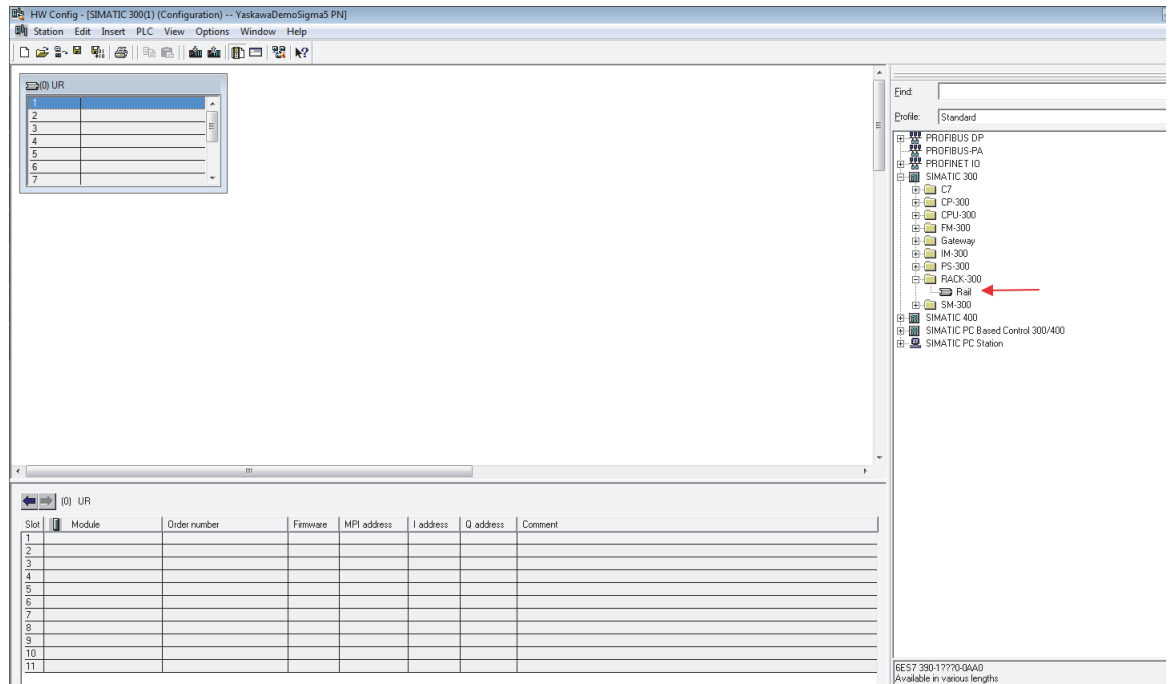 HW Config - [SIMATIC 300(1) (Configuration) -- YaskawaDemoSigma5 PN]
Station Edit Insert PLC View Options Window Help
(0) UR
1
2
3
4
5
6
7
Find:
Profile: Standard
PROFIBUS DP
PROFIBUS-PA
PROFINET IO
SIMATIC 300
C7
CP-300
CPU-300
FM-300
Gateway
IM-300
PS-300
RACK-300
Rail
SM-300
SIMATIC 400
SIMATIC PC Based Control 300/400
SIMATIC PC Station
(0) UR
Slot Module Order number Firmware MPI address I address Q address Comment
1
2
3
4
5
6
7
8
9
10
11
6ES7 390-1???0-0AA0
Available in various lengths